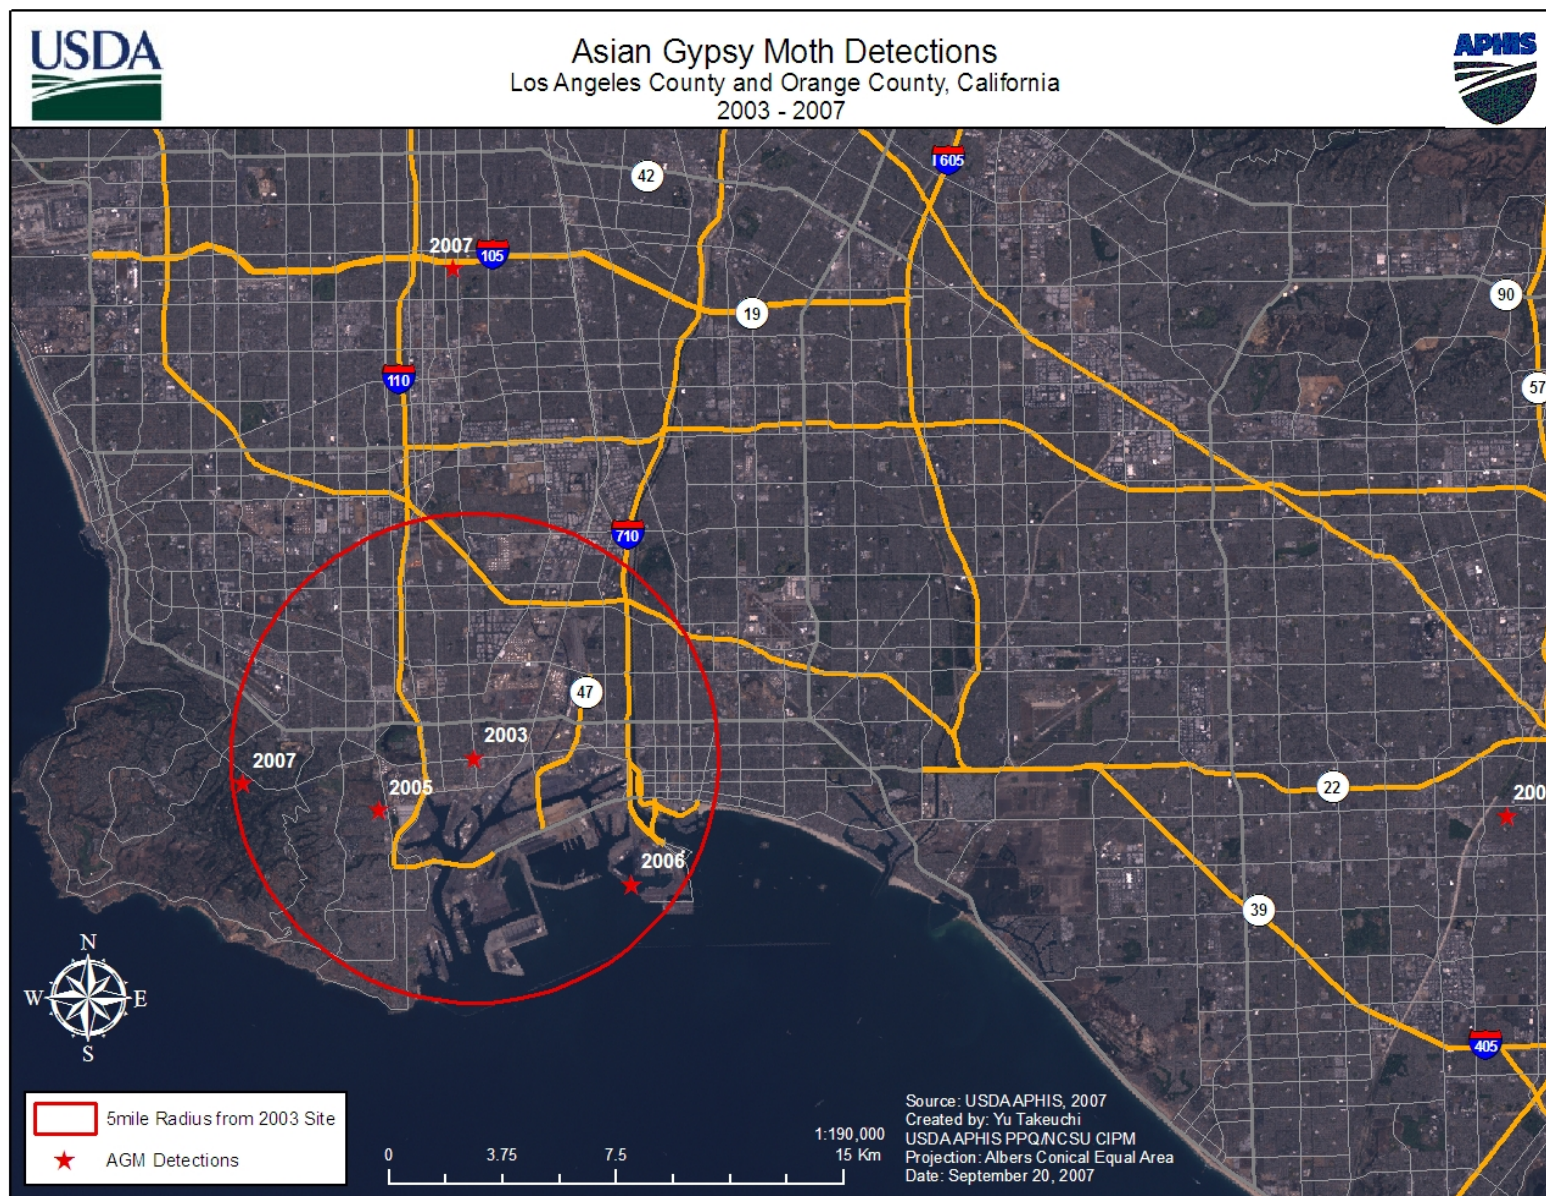 USDA
Asian Gypsy Moth Detections
Los Angeles County and Orange County, California
2003 - 2007
APHIS
I 605
42
2007
105
90
19
110
57
710
47
2003
2007
2005
22
200
2006
39
N
W E
S
405
5mile Radius from 2003 Site
AGM Detections
0 3.75 7.5 15 Km
1:190,000
Source: USDA APHIS, 2007
Created by: Yu Takeuchi
USDA APHIS PPQ/NCSU CIPM
Projection: Albers Conical Equal Area
Date: September 20, 2007